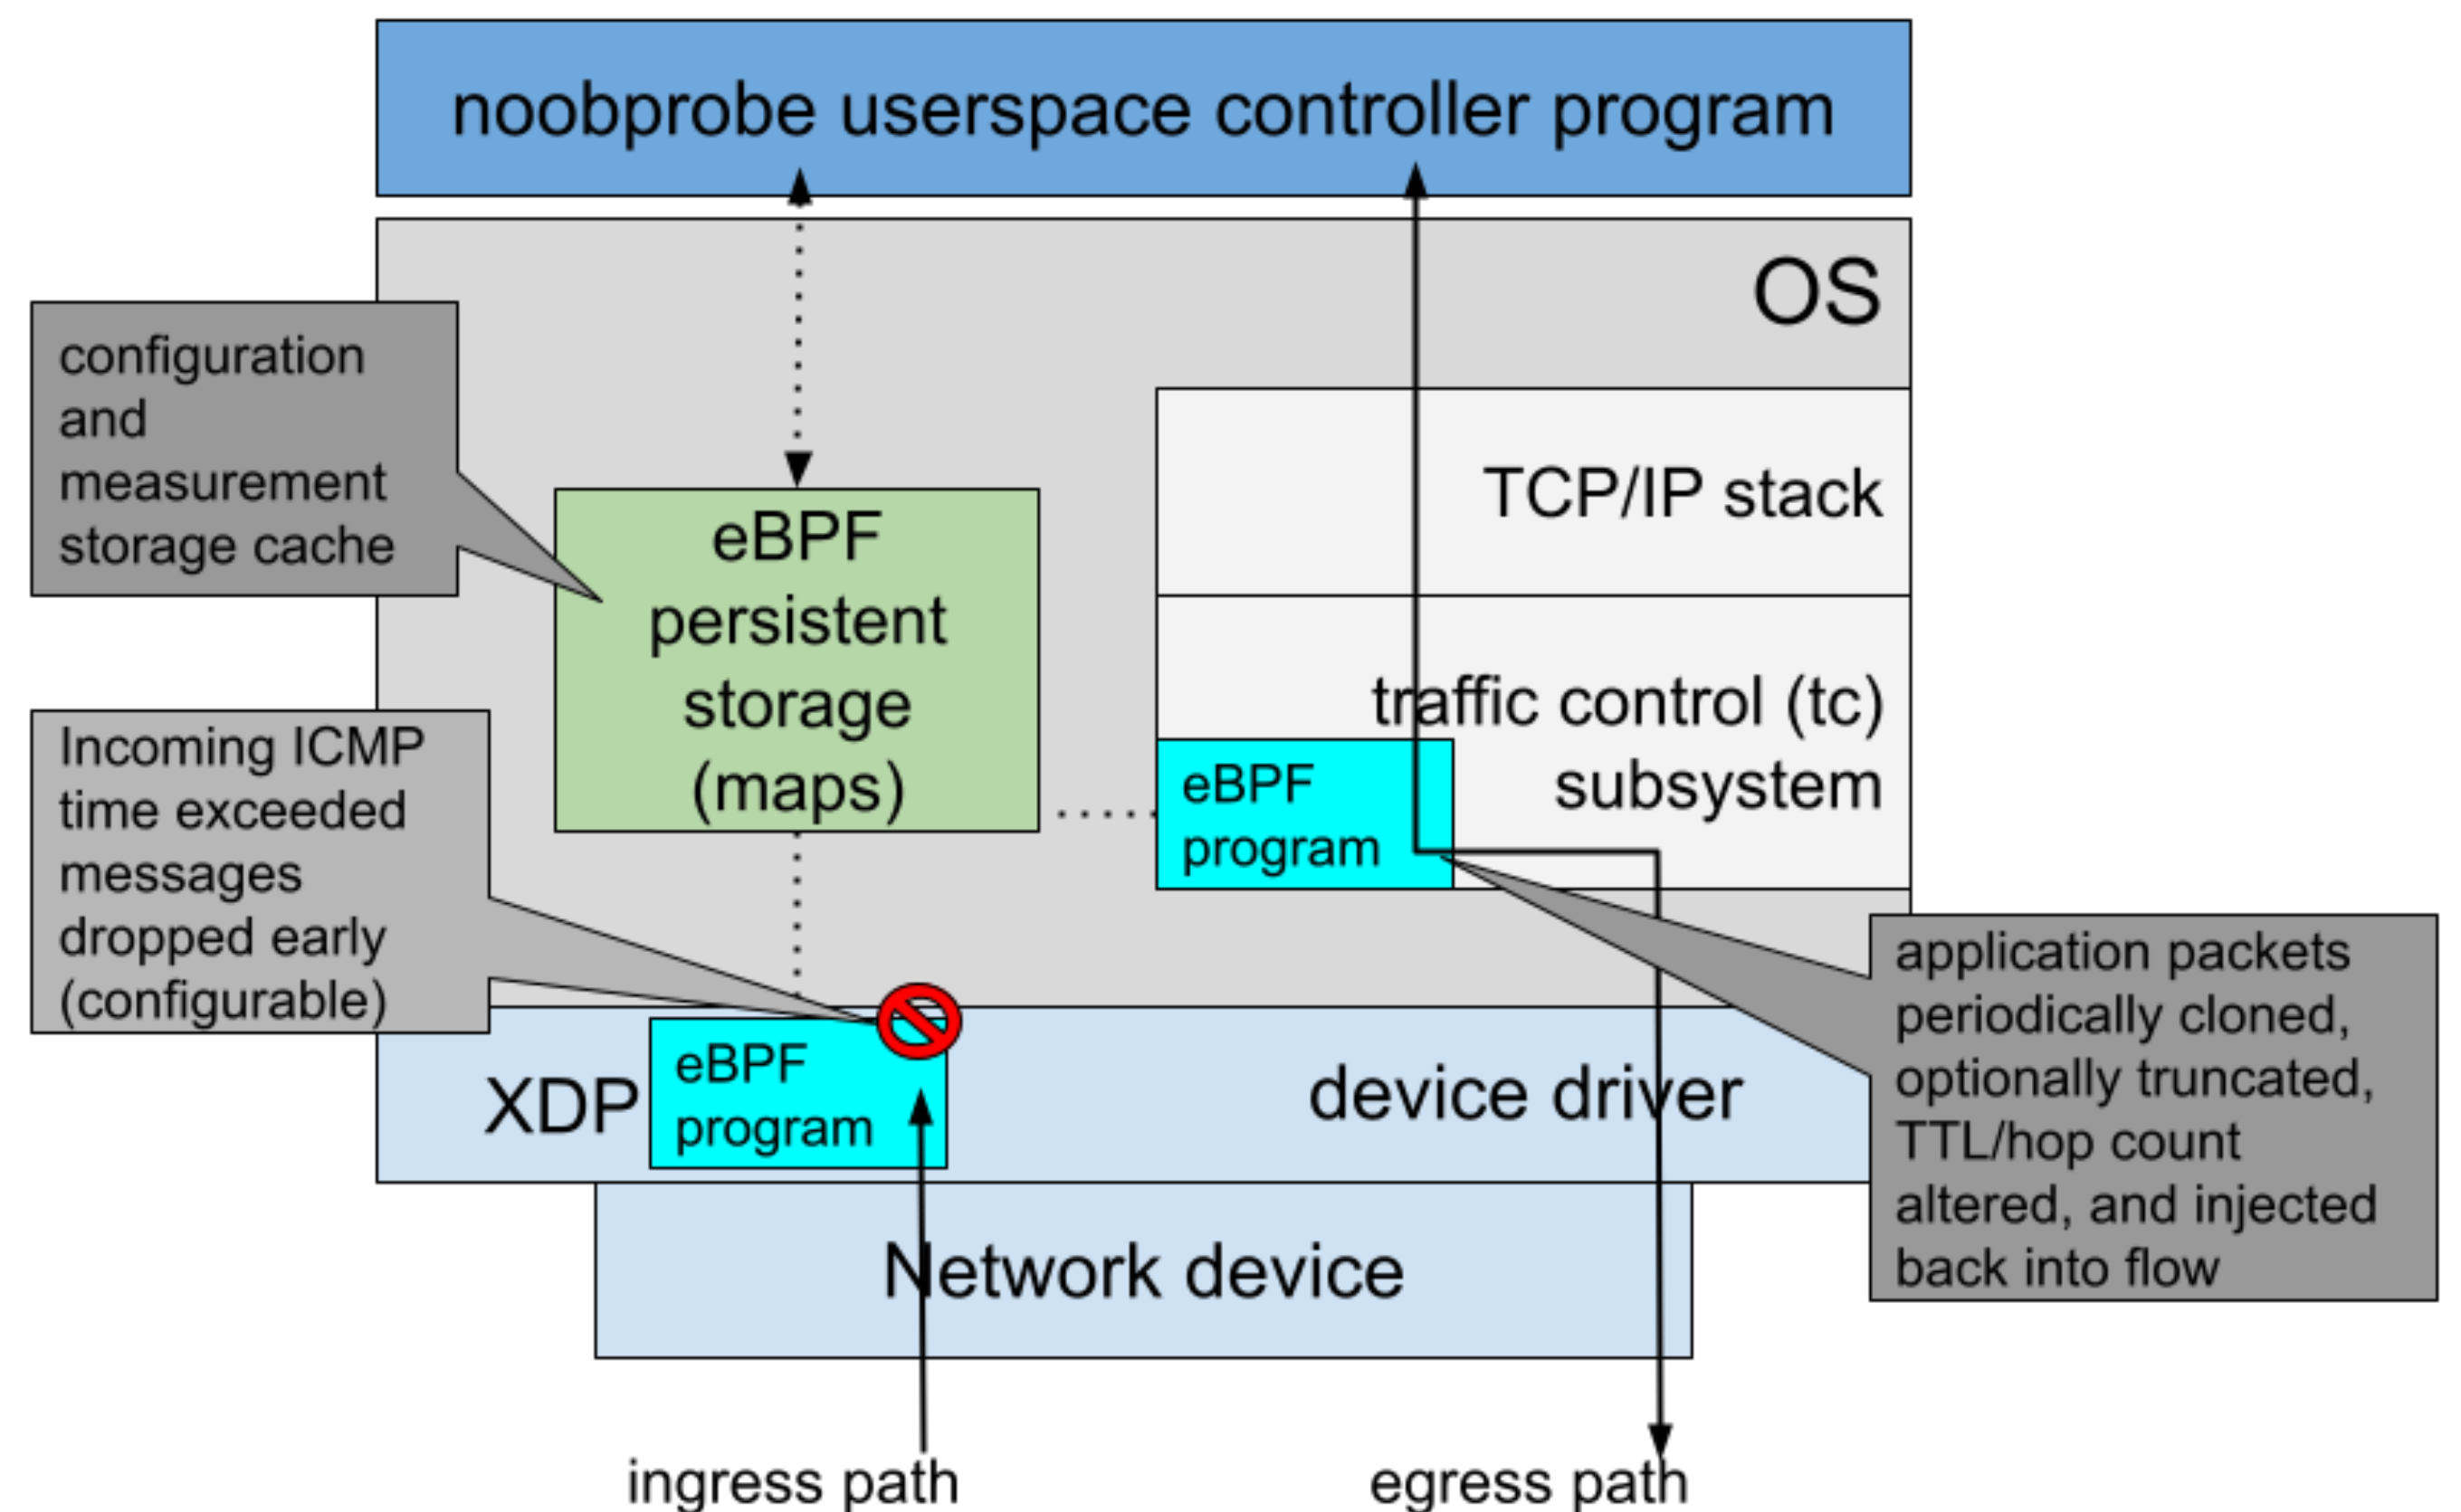 noobprobe userspace controller program
OS
configuration
and
measurement
storage cache
TCP/IP stack
eBPF
persistent
storage
(maps)
traffic control (tc)
subsystem
eBPF
program
Incoming ICMP
time exceeded
messages
dropped early
(configurable)
application packets
periodically cloned,
optionally truncated,
TTL/hop count
altered, and injected
back into flow
XDP
eBPF
program
device driver
Network device
ingress path
egress path